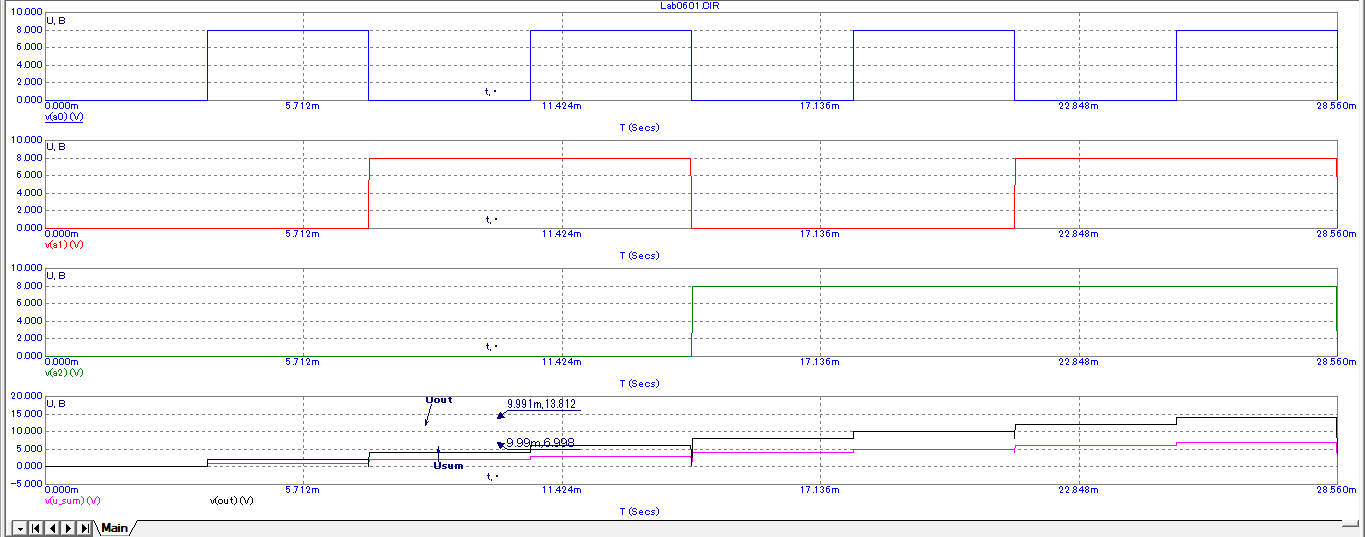 Lab0601.CIR
10.000
U, В
8.000
6.000
4.000
2.000
t,
0.000
0.000m 5.712m 11.424m 17.136m 22.848m 28.560m
v(a0) (V)
T (Secs)
10.000
U, В
8.000
6.000
4.000
2.000
t,
0.000
0.000m 5.712m 11.424m 17.136m 22.848m 28.560m
v(a1) (V)
T (Secs)
10.000
U, В
8.000
6.000
4.000
2.000
t,
0.000
0.000m 5.712m 11.424m 17.136m 22.848m 28.560m
v(a2) (V)
T (Secs)
20.000
U, В
Uout
9.991m,13.812
15.000
10.000
9.99m,6.998
5.000
Usum
0.000
t,
-5.000
0.000m 5.712m 11.424m 17.136m 22.848m 28.560m
v(u_sum) (V) v(out) (V)
T (Secs)
Main